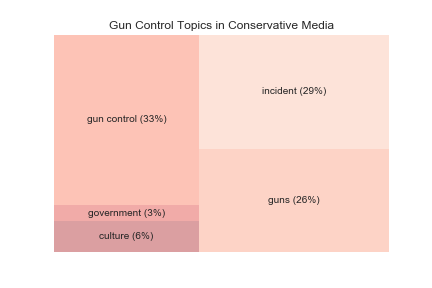 Gun Control Topics in Conservative Media
gun control (33%)
incident (29%)
guns (26%)
government (3%)
culture (6%)